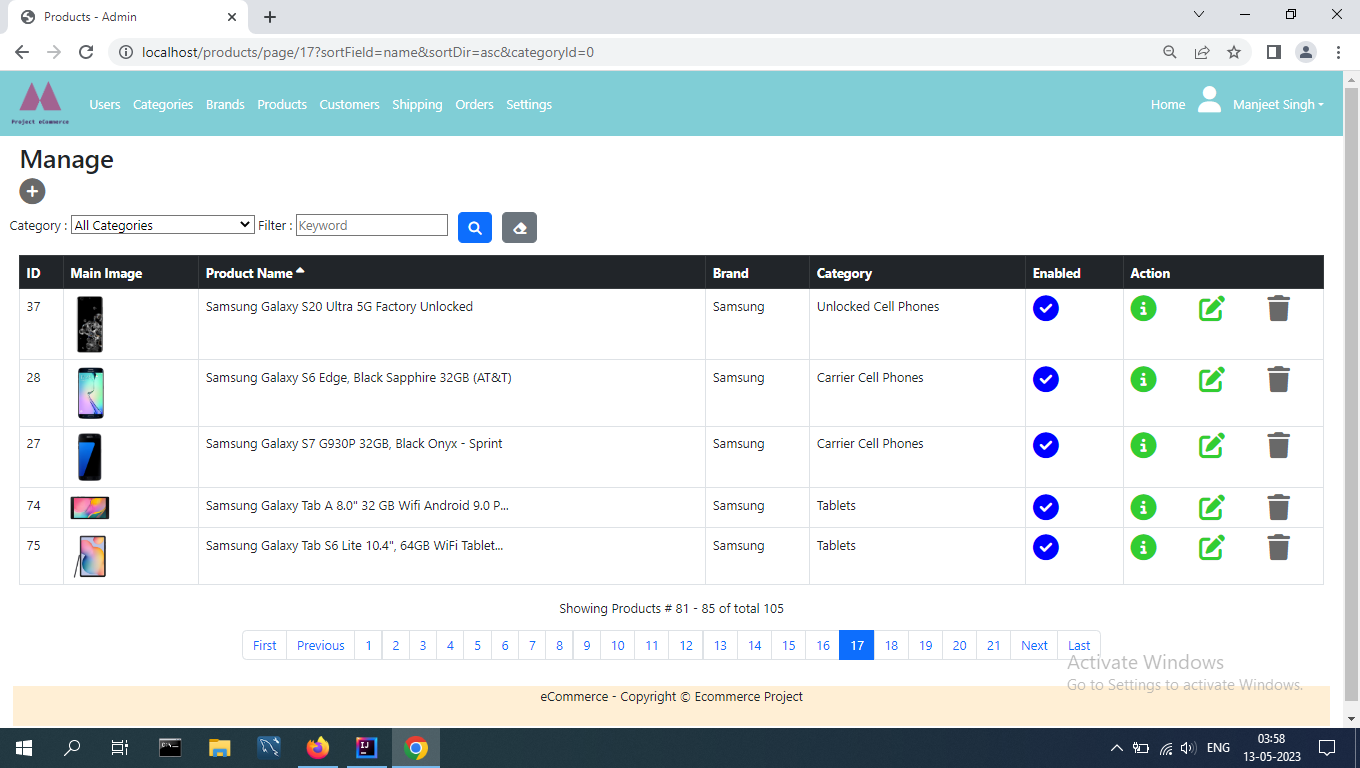 Products - Admin
localhost/products/page/17?sortField=name&sortDir=asc&categoryId=0
Project eCommerce
Users Categories Brands Products Customers Shipping Orders Settings Home Manjeet Singh
Manage
Category : All Categories Filter : Keyword
ID Main Image Product Name Brand Category Enabled Action
37 Samsung Galaxy S20 Ultra 5G Factory Unlocked Samsung Unlocked Cell Phones
28 Samsung Galaxy S6 Edge, Black Sapphire 32GB (AT&T) Samsung Carrier Cell Phones
27 Samsung Galaxy S7 G930P 32GB, Black Onyx - Sprint Samsung Carrier Cell Phones
74 Samsung Galaxy Tab A 8.0" 32 GB Wifi Android 9.0 P... Samsung Tablets
75 Samsung Galaxy Tab S6 Lite 10.4", 64GB WiFi Tablet... Samsung Tablets
Showing Products # 81 - 85 of total 105
First Previous 1 2 3 4 5 6 7 8 9 10 11 12 13 14 15 16 17 18 19 20 21 Next Last
Activate Windows
Go to Settings to activate Windows.
eCommerce - Copyright © Ecommerce Project
ENG
03:58
13-05-2023